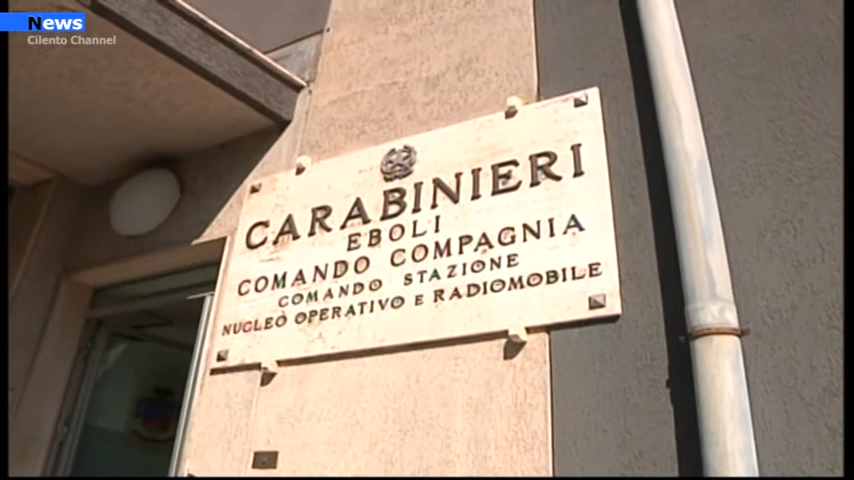 News
Cilento Channel
CARABINIERI
EBOLI
COMANDO COMPAGNIA
COMANDO STAZIONE
NUCLEO OPERATIVO E RADIOMOBILE